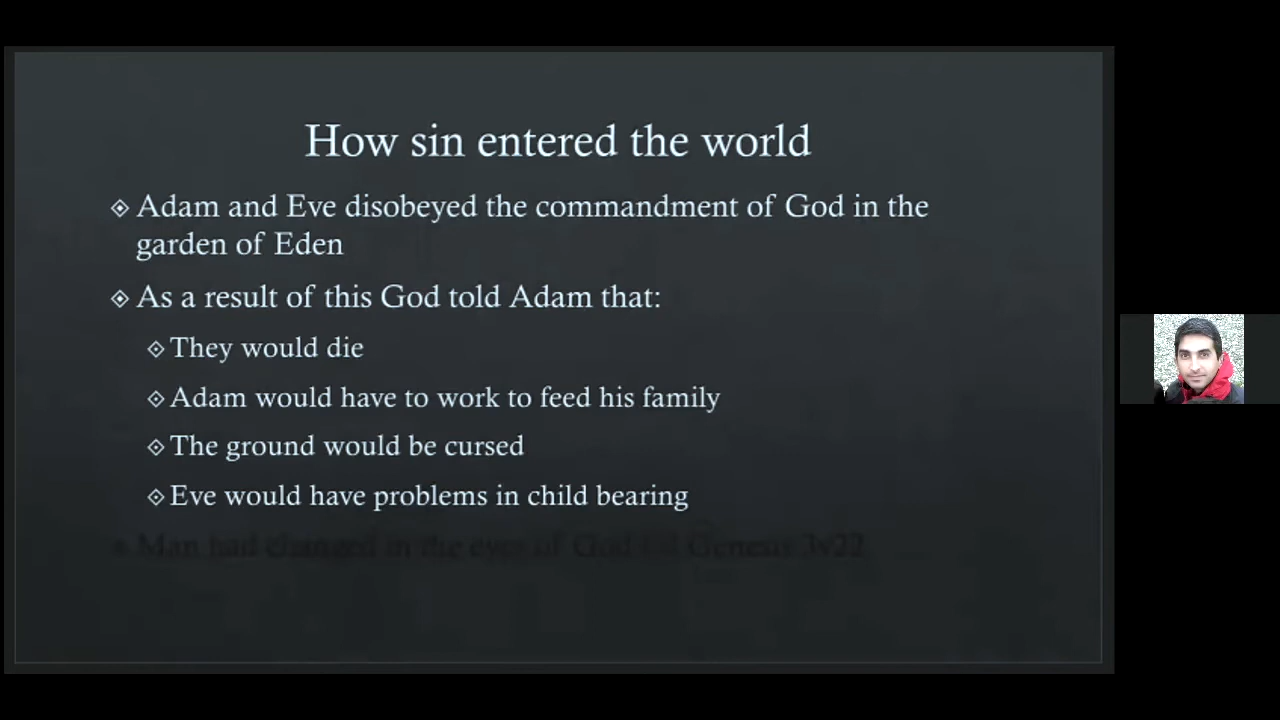 How sin entered the world
Adam and Eve disobeyed the commandment of God in the
garden of Eden
As a result of this God told Adam that:
They would die
Adam would have to work to feed his family
The ground would be cursed
Eve would have problems in child bearing
Man had changed in the eyes of God Genesis 3v22